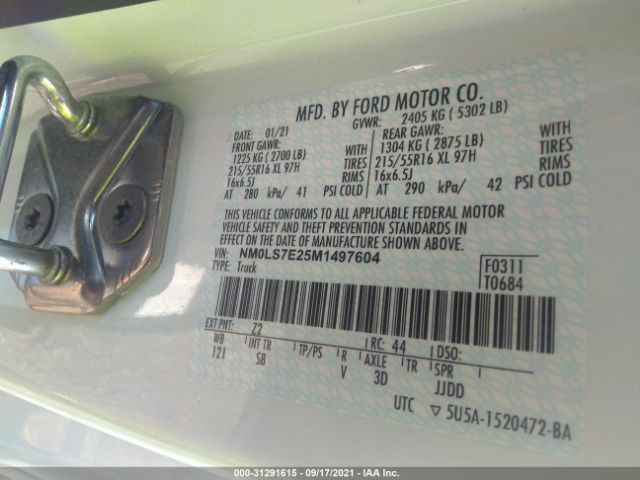 MFD. BY FORD MOTOR CO.
DATE: 01/21 GVWR: 2405 KG ( 5302 LB)
FRONT GAWR: REAR GAWR:
1225 KG ( 2700 LB) WITH 1304 KG ( 2875 LB) WITH
215/55R16 XL 97H TIRES 215/55R16 XL 97H TIRES
16x6.5J RIMS 16x6.5J RIMS
AT 280 kPa/ 41 PSI COLD AT 290 kPa/ 42 PSI COLD
THIS VEHICLE CONFORMS TO ALL APPLICABLE FEDERAL MOTOR
VEHICLE SAFETY AND THEFT PREVENTION STANDARDS IN
EFFECT ON THE DATE OF MANUFACTURE SHOWN ABOVE.
VIN: NM0LS7E25M1497604
TYPE: Truck
F0311
T0684
EXT PNT: Z2 RC: 44 DSO:
WB INT TR TP/PS R AXLE TR SPR
121 SB V 3D JJDD
UTC ▽ 5U5A-1520472-BA
000-31291615 - 09/17/2021 - IAA Inc.